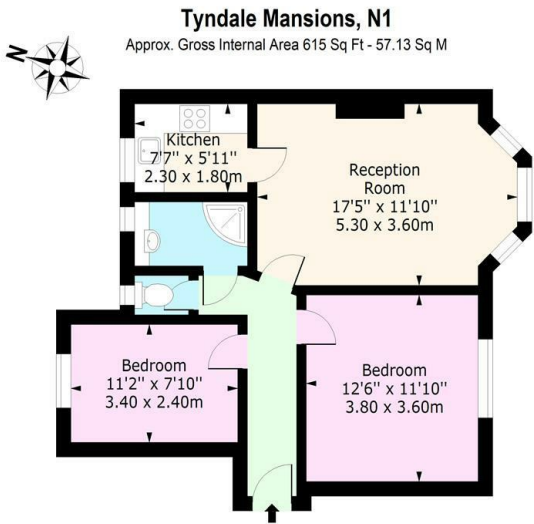 Tyndale Mansions, N1
Approx. Gross Internal Area 615 Sq Ft - 57.13 Sq M
N
Kitchen
7'7" x 5'11"
2.30 x 1.80m
Reception
Room
17'5" x 11'10"
5.30 x 3.60m
Bedroom
11'2" x 7'10"
3.40 x 2.40m
Bedroom
12'6" x 11'10"
3.80 x 3.60m